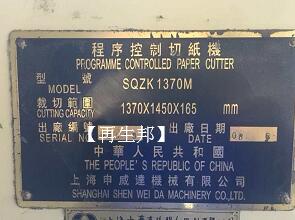 程序控制切紙機
PROGRAMME CONTROLLED PAPER CUTTER
型號
MODEL SQZK1370M
裁切範圍
CUTTING CAPACITY 1370X1450X165 mm
出廠編號 出廠日期
SERIAL 【再生邦】 DATE 08
中華人民共和國
THE PEOPLE'S REPUBLIC OF CHINA
上海申威達機械有限公司
SHANGHAI SHEN WEI DA MACHINERY CO.LTD.